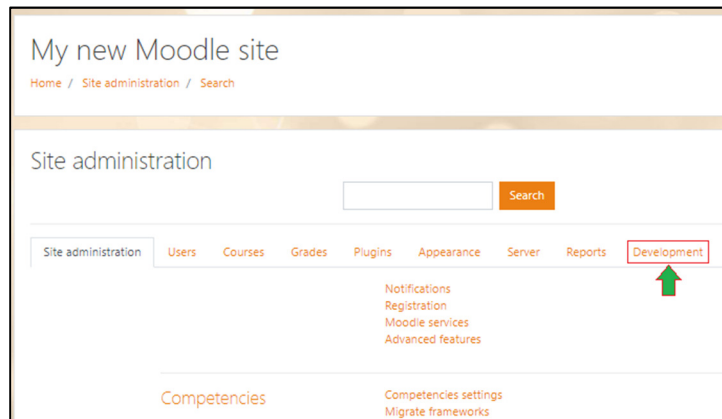 My new Moodle site
Home / Site administration / Search
Site administration
Search
Site administration Users Courses Grades Plugins Appearance Server Reports Development
Notifications
Registration
Moodle services
Advanced features
Competencies Competencies settings
Migrate frameworks